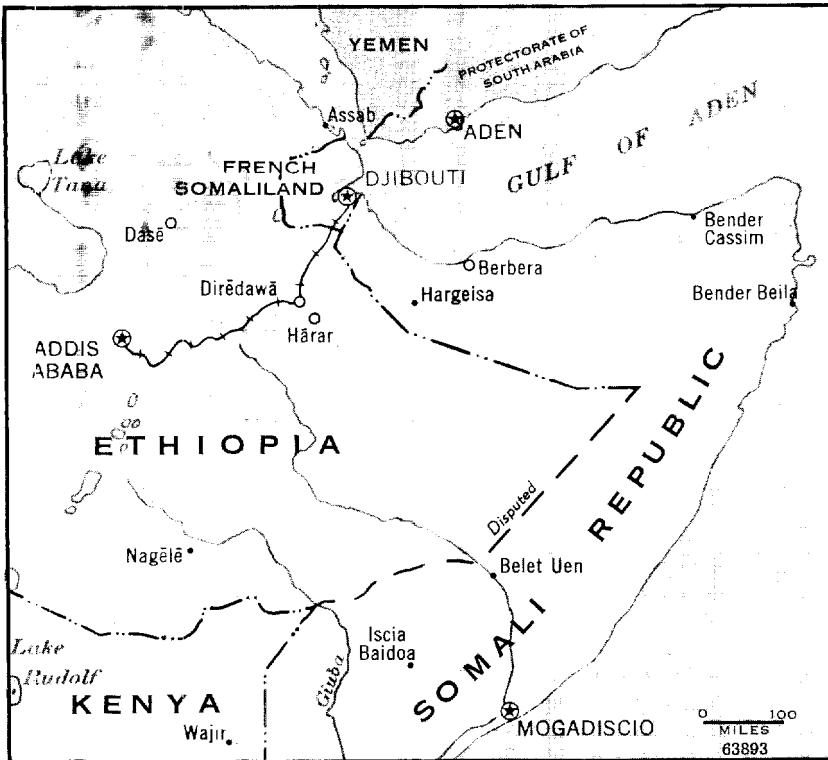 YEMEN
PROTECTORATE OF
SOUTH ARABIA
Assab
ADEN
GULF OF ADEN
Lake
Tana
FRENCH
SOMALILAND
DJIBOUTI
Dasē
Bender
Cassim
Berbera
Dirēdawā
Hargeisa
Bender Beila
Hārar
ADDIS
ABABA
ETHIOPIA
REPUBLIC
Disputed
Nagēlē
Belet Uen
SOMALI
Iscia
Baidoa
Lake
Rudolf
Giuba
KENYA
MOGADISCIO
0 100
MILES
63893
Wajir